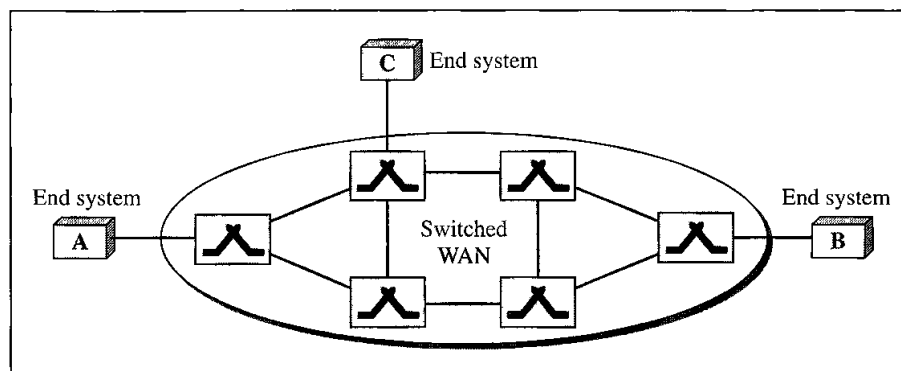 C
End system
End system
A
Switched
WAN
End system
B